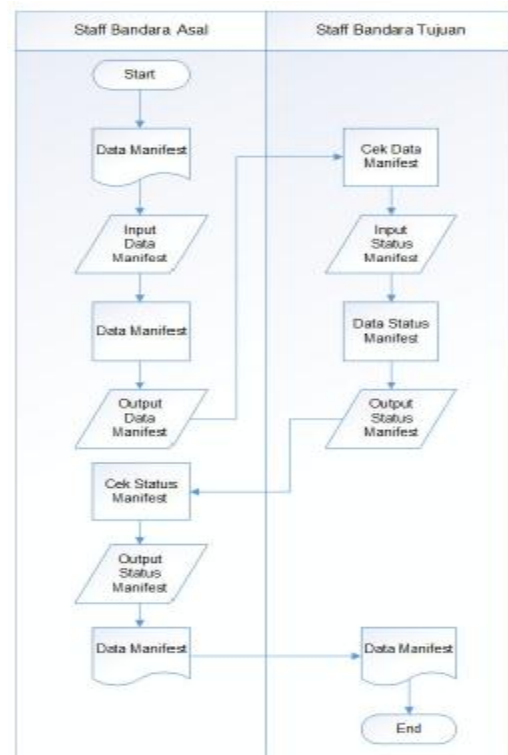 Staff Bandara Asal
Staff Bandara Tujuan
Start
Data Manifest
Input
Data
Manifest
Data Manifest
Output
Data
Manifest
Cek Data
Manifest
Input
Status
Manifest
Data Status
Manifest
Output
Status
Manifest
Cek Status
Manifest
Output
Status
Manifest
Data Manifest
Data Manifest
End